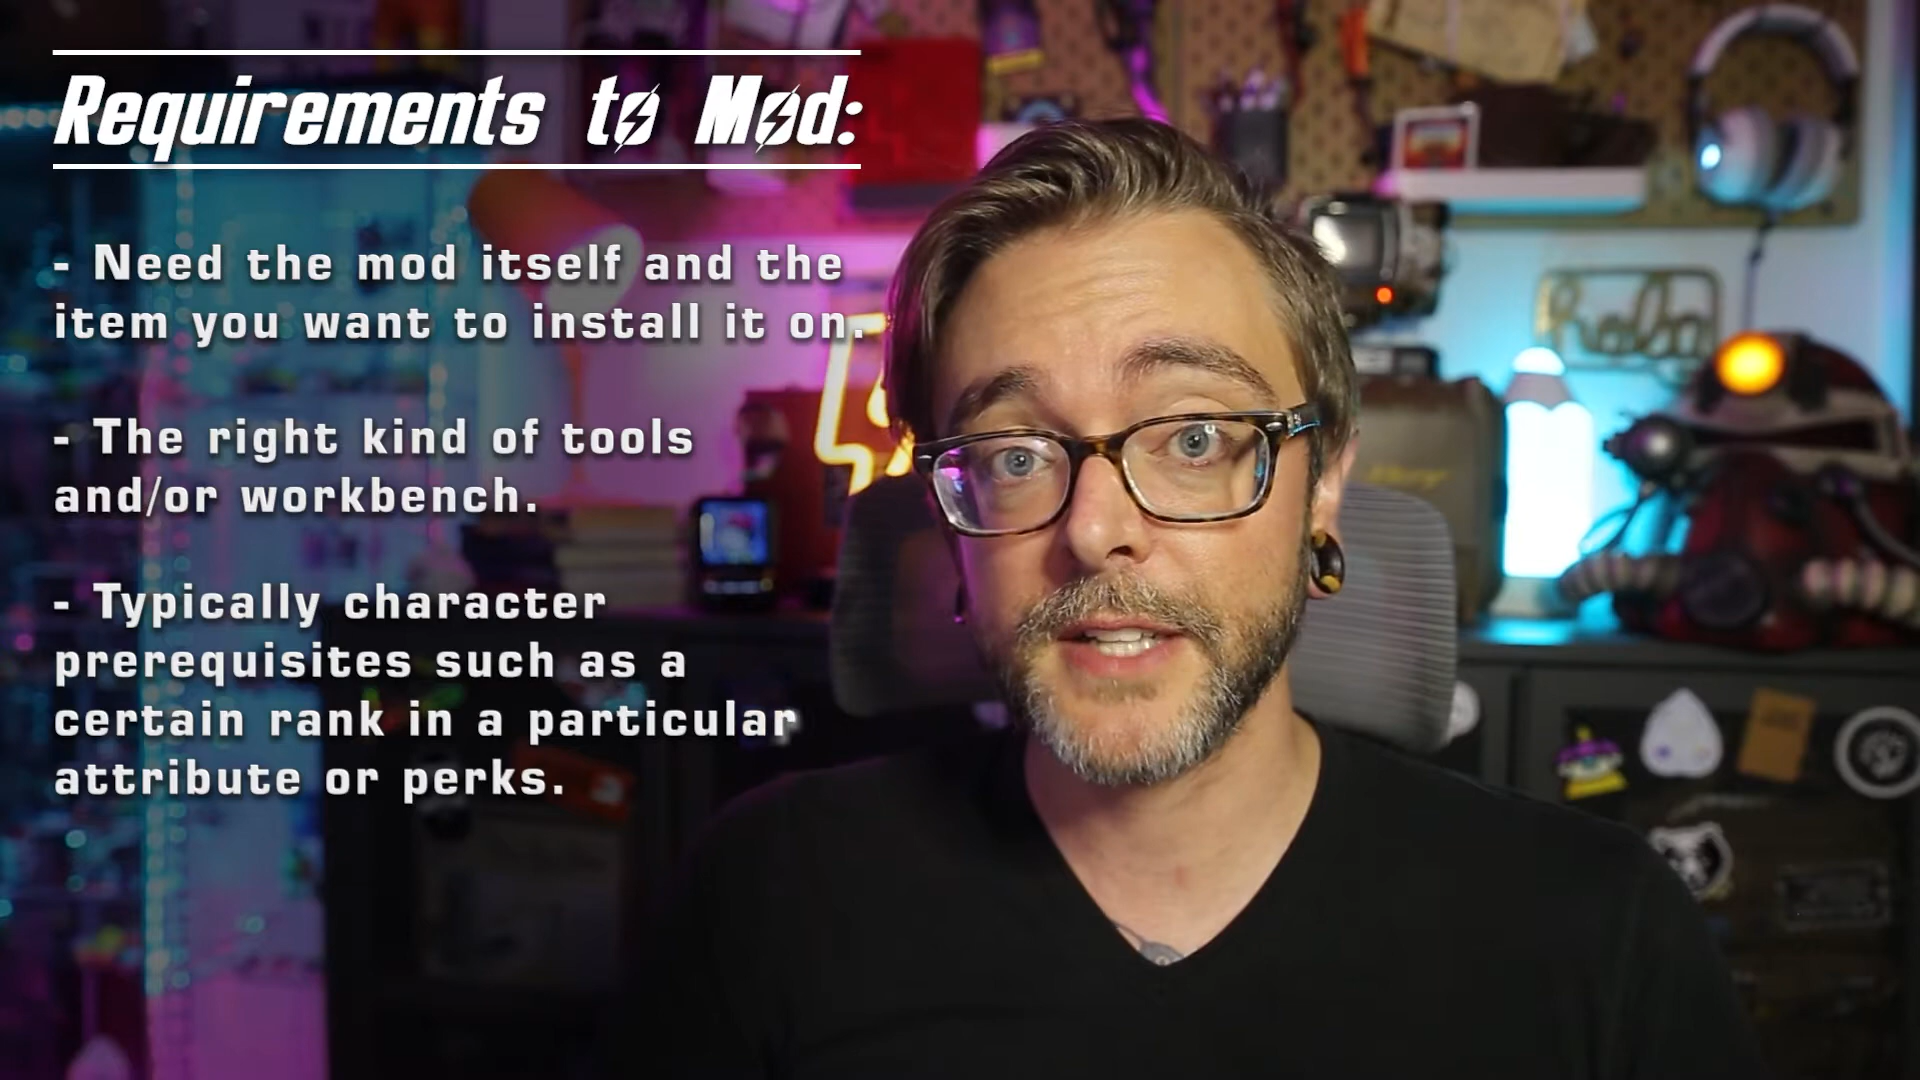 Requirements to Mod:
- Need the mod itself and the
item you want to install it on.
- The right kind of tools
and/or workbench.
- Typically character
prerequisites such as a
certain rank in a particular
attribute or perks.